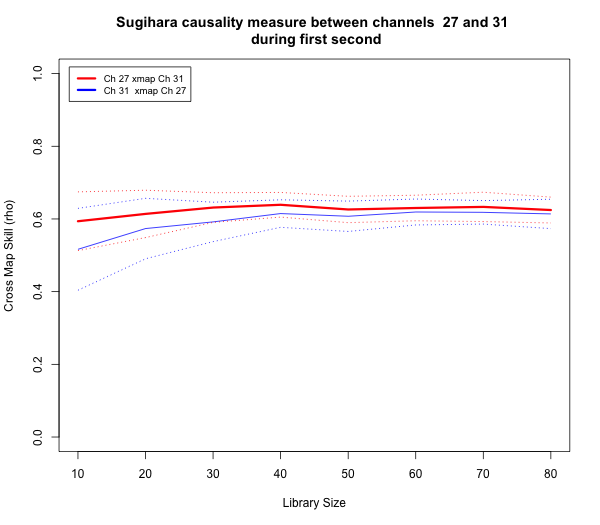 Sugihara causality measure between channels  27 and 31
during first second
Ch 27 xmap Ch 31
Ch 31  xmap Ch 27
Cross Map Skill (rho)
1.0
0.8
0.6
0.4
0.2
0.0
10 20 30 40 50 60 70 80
Library Size